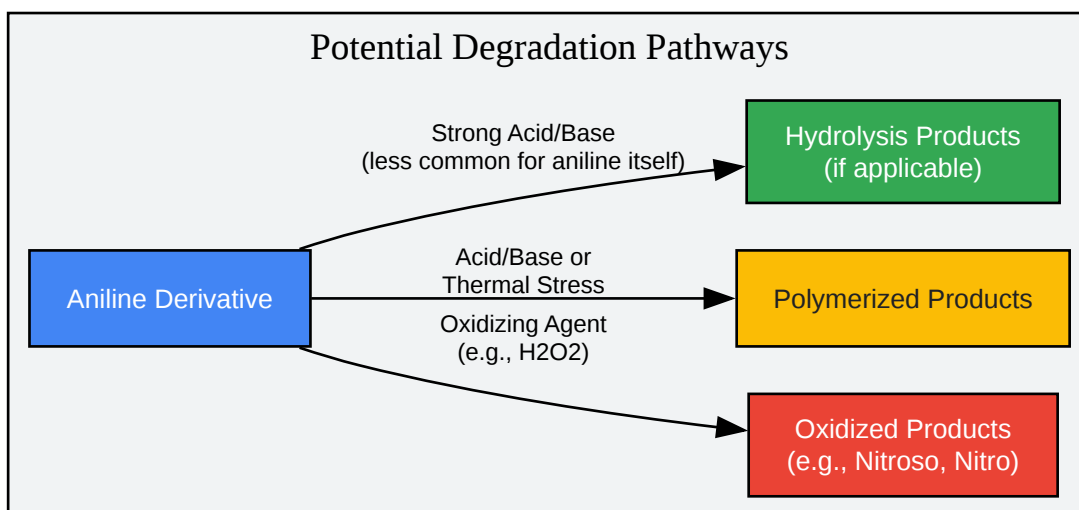 Potential Degradation Pathways
Strong Acid/Base
(less common for aniline itself)
Hydrolysis Products
(if applicable)
Aniline Derivative
Acid/Base or
Thermal Stress
Polymerized Products
Oxidizing Agent
(e.g., H2O2)
Oxidized Products
(e.g., Nitroso, Nitro)